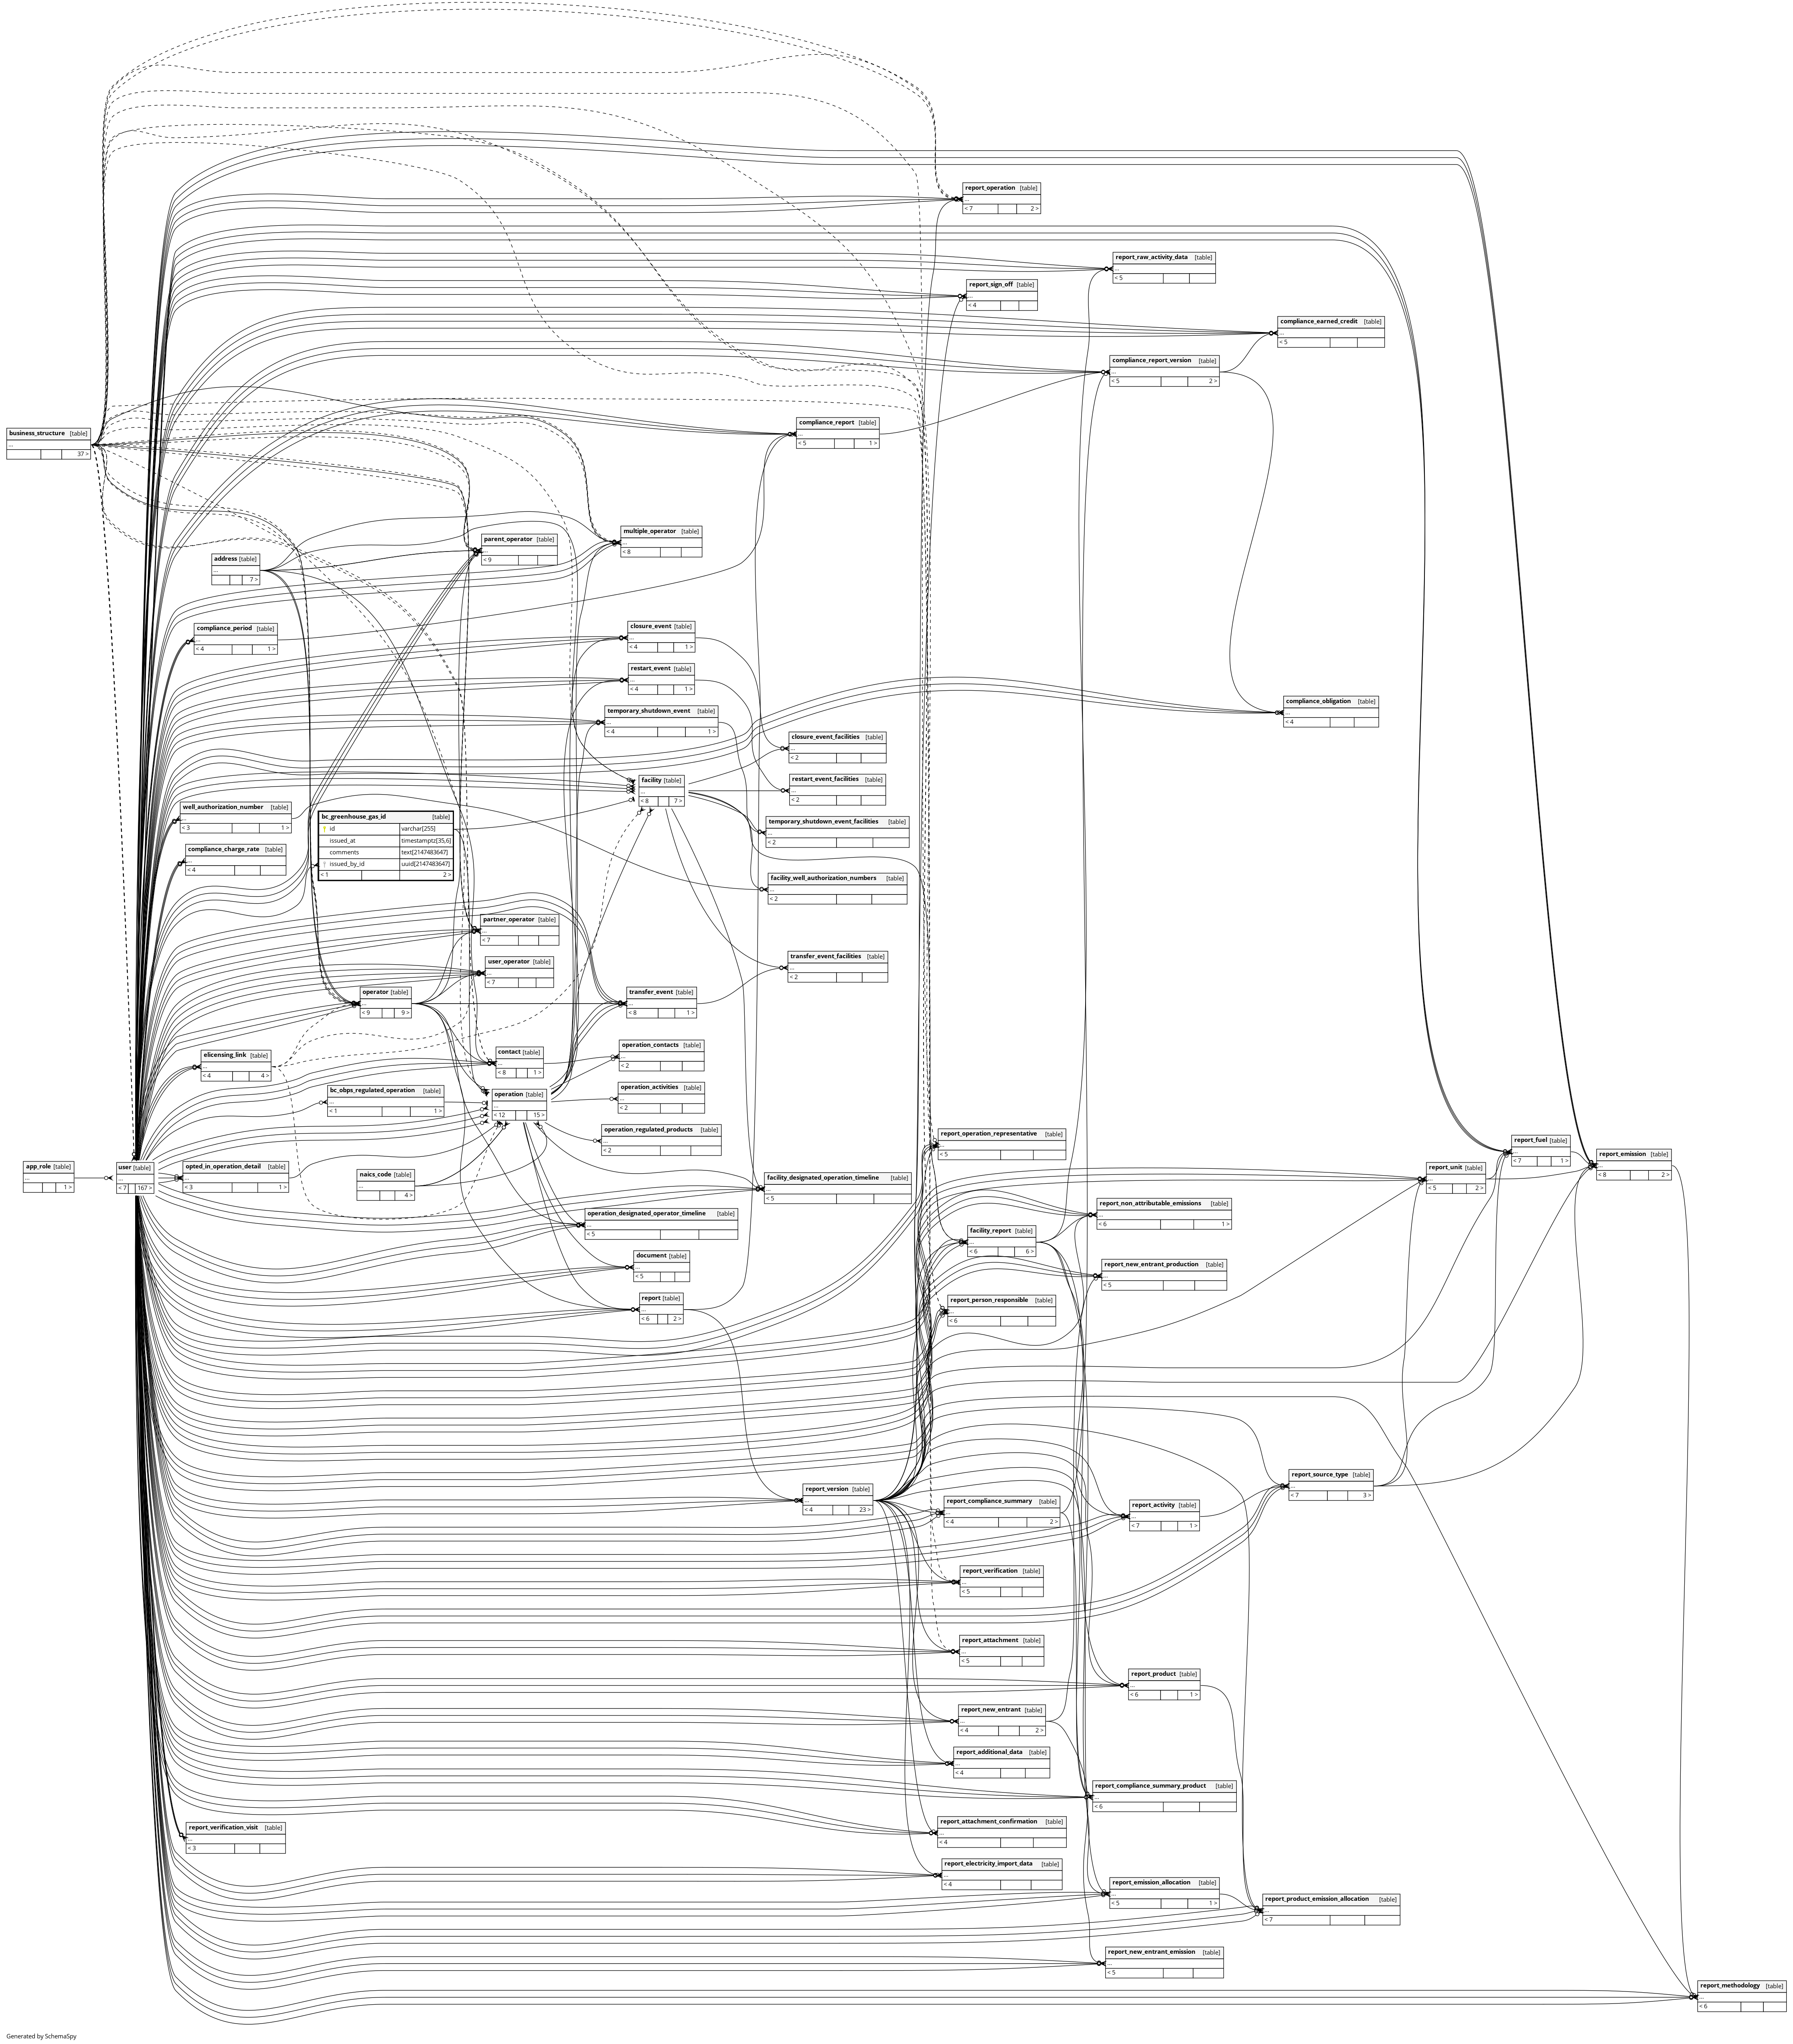 report_operation [table]
...
< 7 2 >
report_raw_activity_data [table]
...
< 5
report_sign_off [table]
...
< 4
compliance_earned_credit [table]
...
< 5
compliance_report_version [table]
...
< 5 2 >
compliance_report [table]
...
< 5 1 >
business_structure [table]
...
37 >
multiple_operator [table]
...
< 8
parent_operator [table]
...
< 9
address [table]
...
7 >
compliance_period [table]
...
< 4 1 >
closure_event [table]
...
< 4 1 >
restart_event [table]
...
< 4 1 >
compliance_obligation [table]
...
< 4
temporary_shutdown_event [table]
...
< 4 1 >
closure_event_facilities [table]
...
< 2
facility [table]
...
< 8 7 >
restart_event_facilities [table]
...
< 2
well_authorization_number [table]
...
< 3 1 >
bc_greenhouse_gas_id [table]
id varchar[255]
issued_at timestamptz[35,6]
comments text[2147483647]
issued_by_id uuid[2147483647]
< 1 2 >
temporary_shutdown_event_facilities [table]
...
< 2
compliance_charge_rate [table]
...
< 4
facility_well_authorization_numbers [table]
...
< 2
partner_operator [table]
...
< 7
transfer_event_facilities [table]
...
< 2
user_operator [table]
...
< 7
operator [table]
...
< 9 9 >
transfer_event [table]
...
< 8 1 >
elicensing_link [table]
...
< 4 4 >
contact [table]
...
< 8 1 >
operation_contacts [table]
...
< 2
bc_obps_regulated_operation [table]
...
< 1 1 >
operation [table]
...
< 12 15 >
operation_activities [table]
...
< 2
operation_regulated_products [table]
...
< 2
report_operation_representative [table]
...
< 5
report_fuel [table]
...
< 7 1 >
report_emission [table]
...
< 8 2 >
app_role [table]
...
1 >
user [table]
...
< 7 167 >
opted_in_operation_detail [table]
...
< 3 1 >
naics_code [table]
...
4 >
facility_designated_operation_timeline [table]
...
< 5
report_unit [table]
...
< 5 2 >
operation_designated_operator_timeline [table]
...
< 5
report_non_attributable_emissions [table]
...
< 6 1 >
facility_report [table]
...
< 6 6 >
document [table]
...
< 5
report_new_entrant_production [table]
...
< 5
report [table]
...
< 6 2 >
report_person_responsible [table]
...
< 6
report_source_type [table]
...
< 7 3 >
report_version [table]
...
< 4 23 >
report_compliance_summary [table]
...
< 4 2 >
report_activity [table]
...
< 7 1 >
report_verification [table]
...
< 5
report_attachment [table]
...
< 5
report_product [table]
...
< 6 1 >
report_new_entrant [table]
...
< 4 2 >
report_additional_data [table]
...
< 4
report_compliance_summary_product [table]
...
< 6
report_attachment_confirmation [table]
...
< 4
report_verification_visit [table]
...
< 3
report_electricity_import_data [table]
...
< 4
report_emission_allocation [table]
...
< 5 1 >
report_product_emission_allocation [table]
...
< 7
report_new_entrant_emission [table]
...
< 5
report_methodology [table]
...
< 6
Generated by SchemaSpy